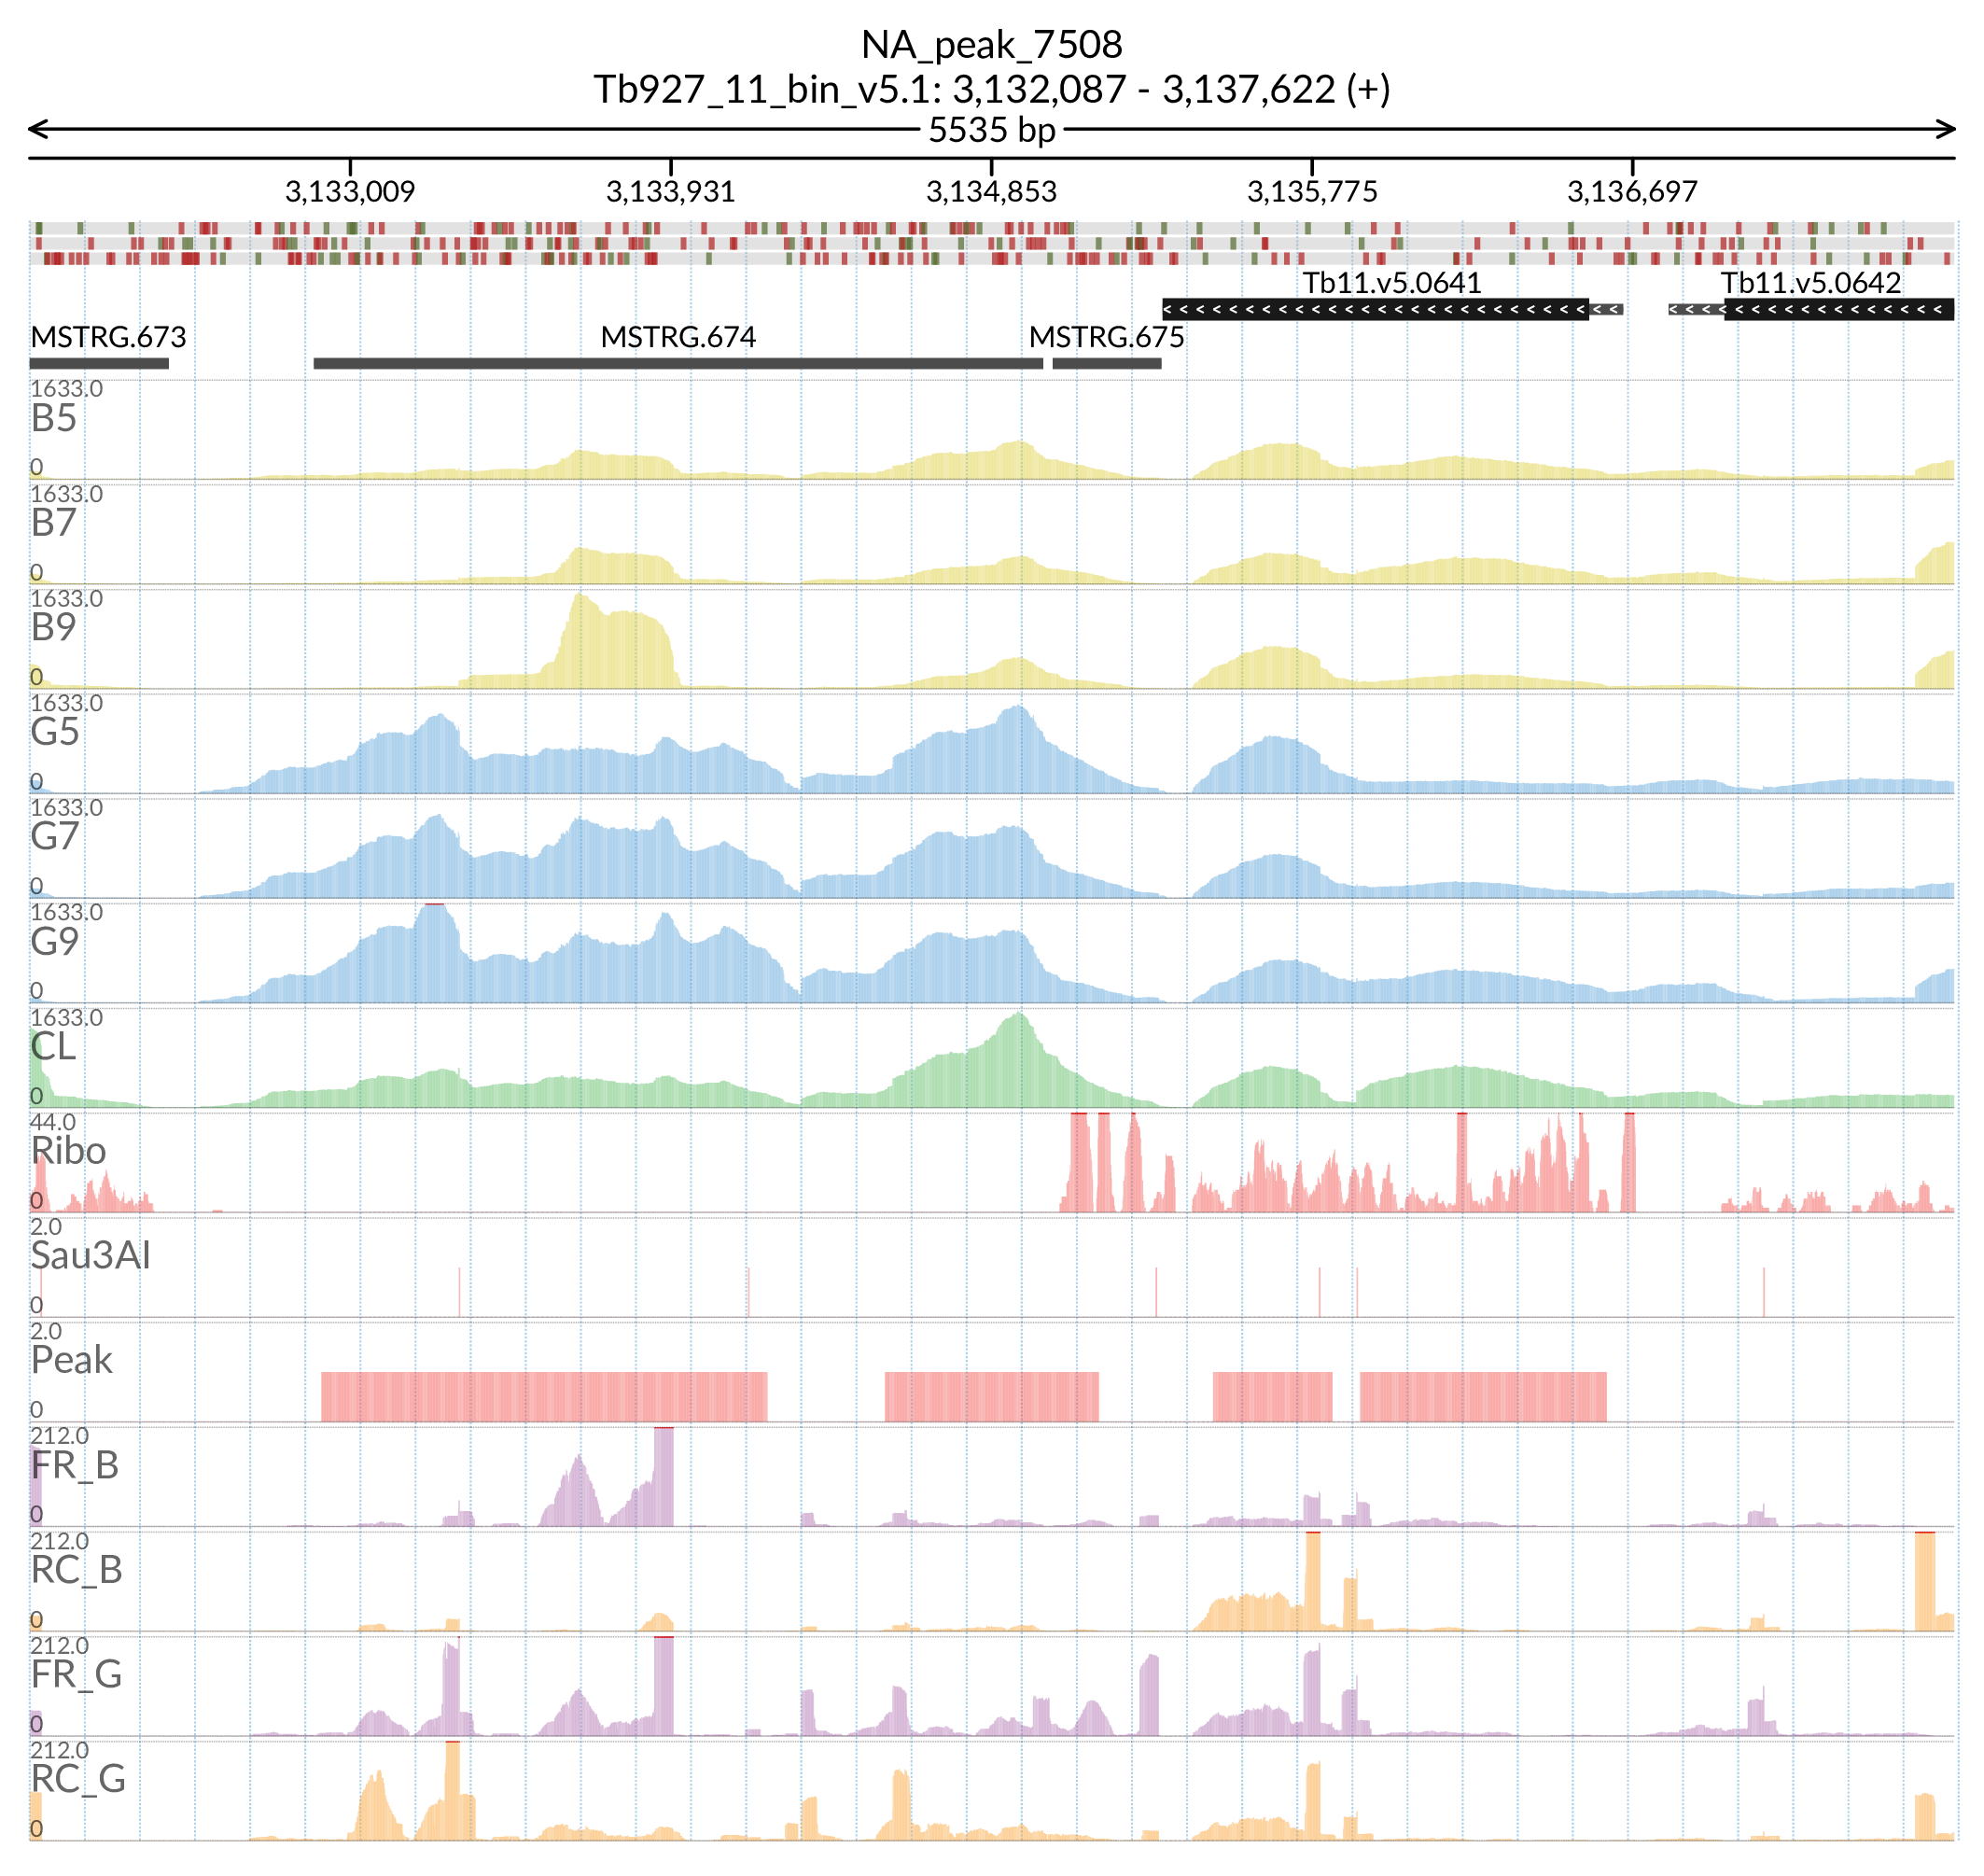 NA_peak_7508
Tb927_11_bin_v5.1: 3,132,087 - 3,137,622 (+)
5535 bp
3,133,009 3,133,931 3,134,853 3,135,775 3,136,697
Tb11.v5.0641 Tb11.v5.0642
MSTRG.673 MSTRG.674 MSTRG.675
1633.0
B5
0
1633.0
B7
0
1633.0
B9
0
1633.0
G5
0
1633.0
G7
0
1633.0
G9
0
1633.0
CL
0
44.0
Ribo
0
2.0
Sau3AI
0
2.0
Peak
0
212.0
FR_B
0
212.0
RC_B
0
212.0
FR_G
0
212.0
RC_G
0